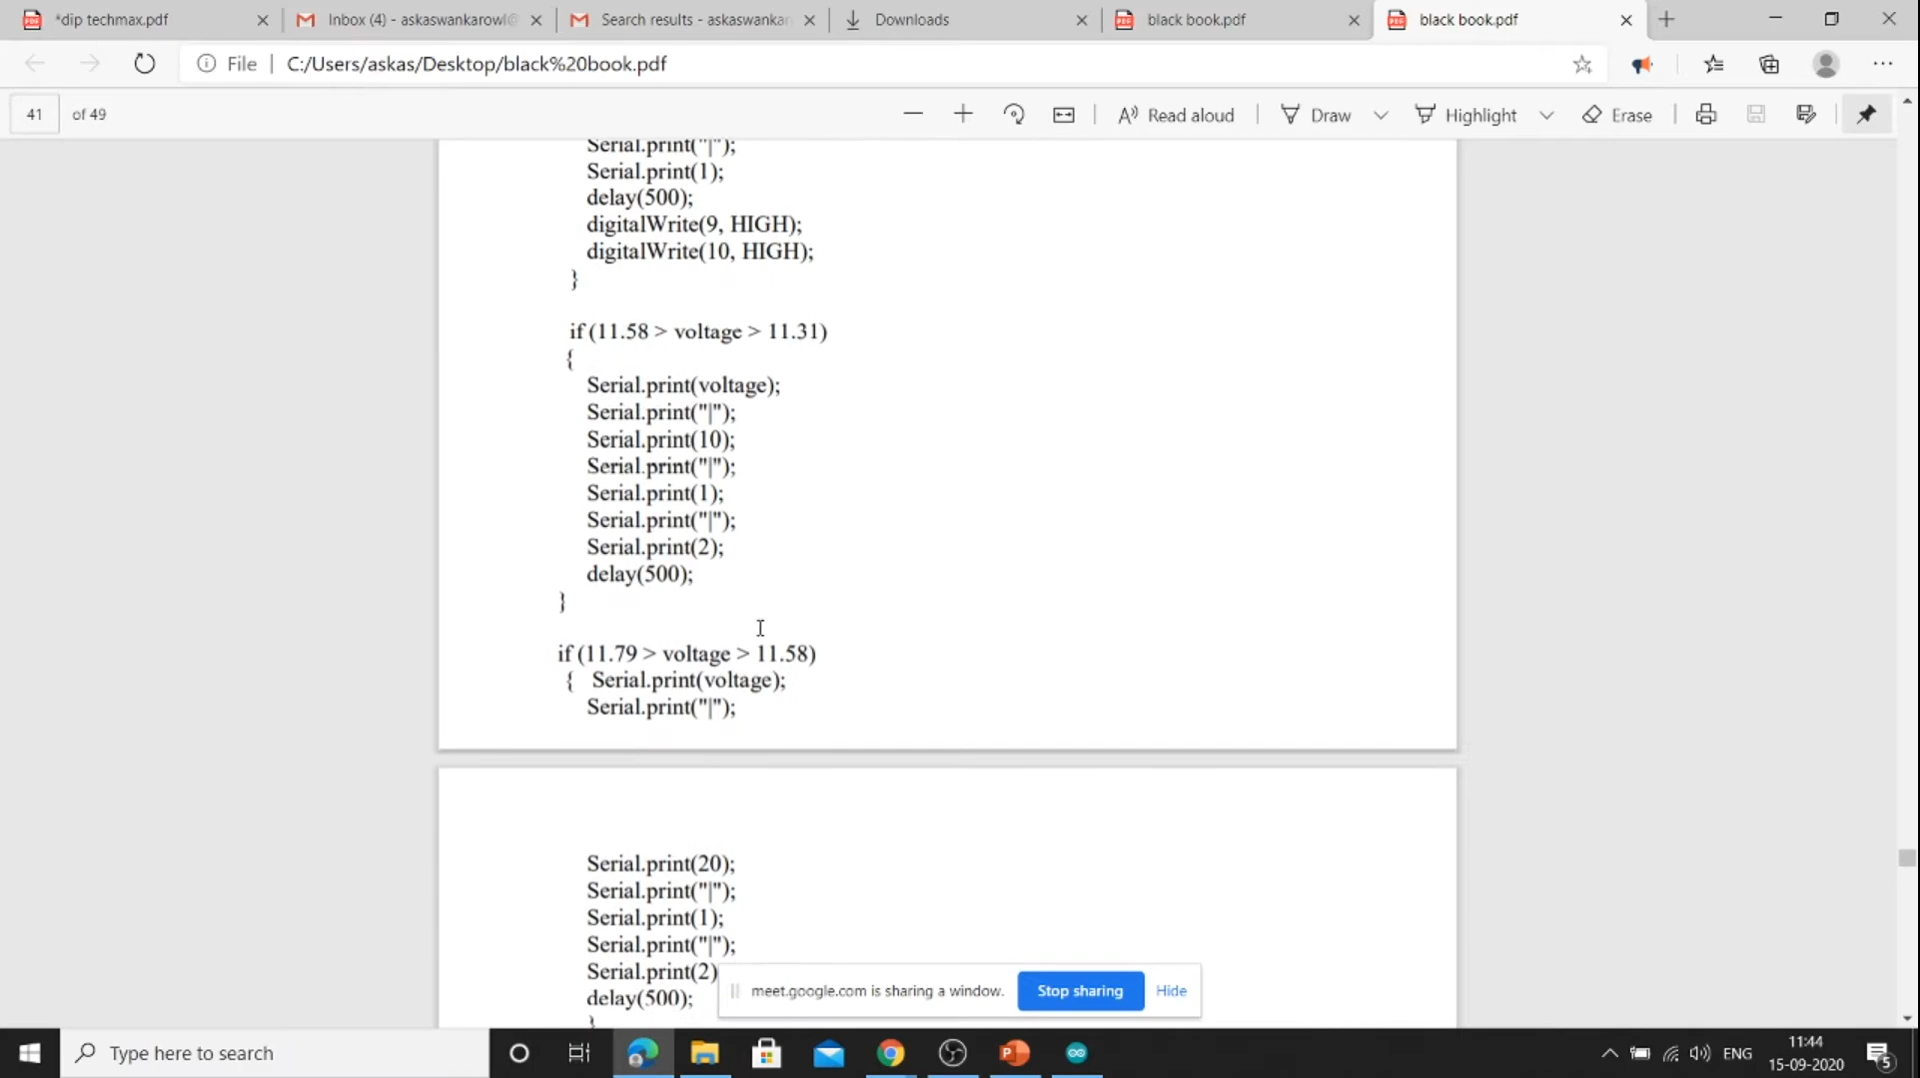 *dip techmax.pdf
Inbox (4) - askaswankarowl@
Search results - askaswankar
Downloads
black book.pdf
black book.pdf
File
C:/Users/askas/Desktop/black%20book.pdf
41 of 49
Read aloud
Draw
Highlight
Erase
Serial.print("|");
Serial.print(1);
delay(500);
digitalWrite(9, HIGH);
digitalWrite(10, HIGH);
}
if (11.58 > voltage > 11.31)
{
Serial.print(voltage);
Serial.print("|");
Serial.print(10);
Serial.print("|");
Serial.print(1);
Serial.print("|");
Serial.print(2);
delay(500);
}
if (11.79 > voltage > 11.58)
{ Serial.print(voltage);
Serial.print("|");
Serial.print(20);
Serial.print("|");
Serial.print(1);
Serial.print("|");
Serial.print(2)
delay(500);
}
meet.google.com is sharing a window.
Stop sharing
Hide
Type here to search
ENG
11:44
15-09-2020
5